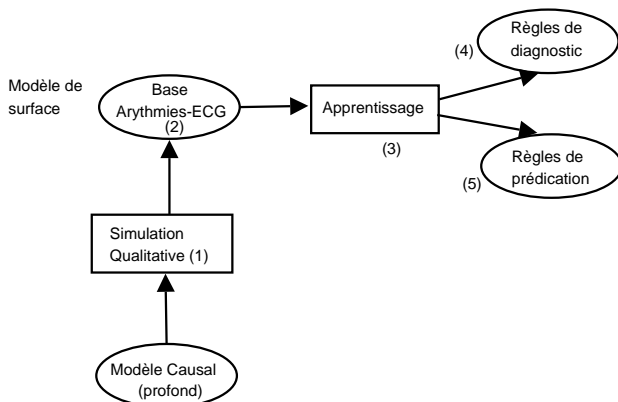 Modèle de
surface
Base
Arythmies-ECG
(2)
Apprentissage
(3)
(4)
Règles de
diagnostic
(5)
Règles de
prédication
Simulation
Qualitative (1)
Modèle Causal
(profond)